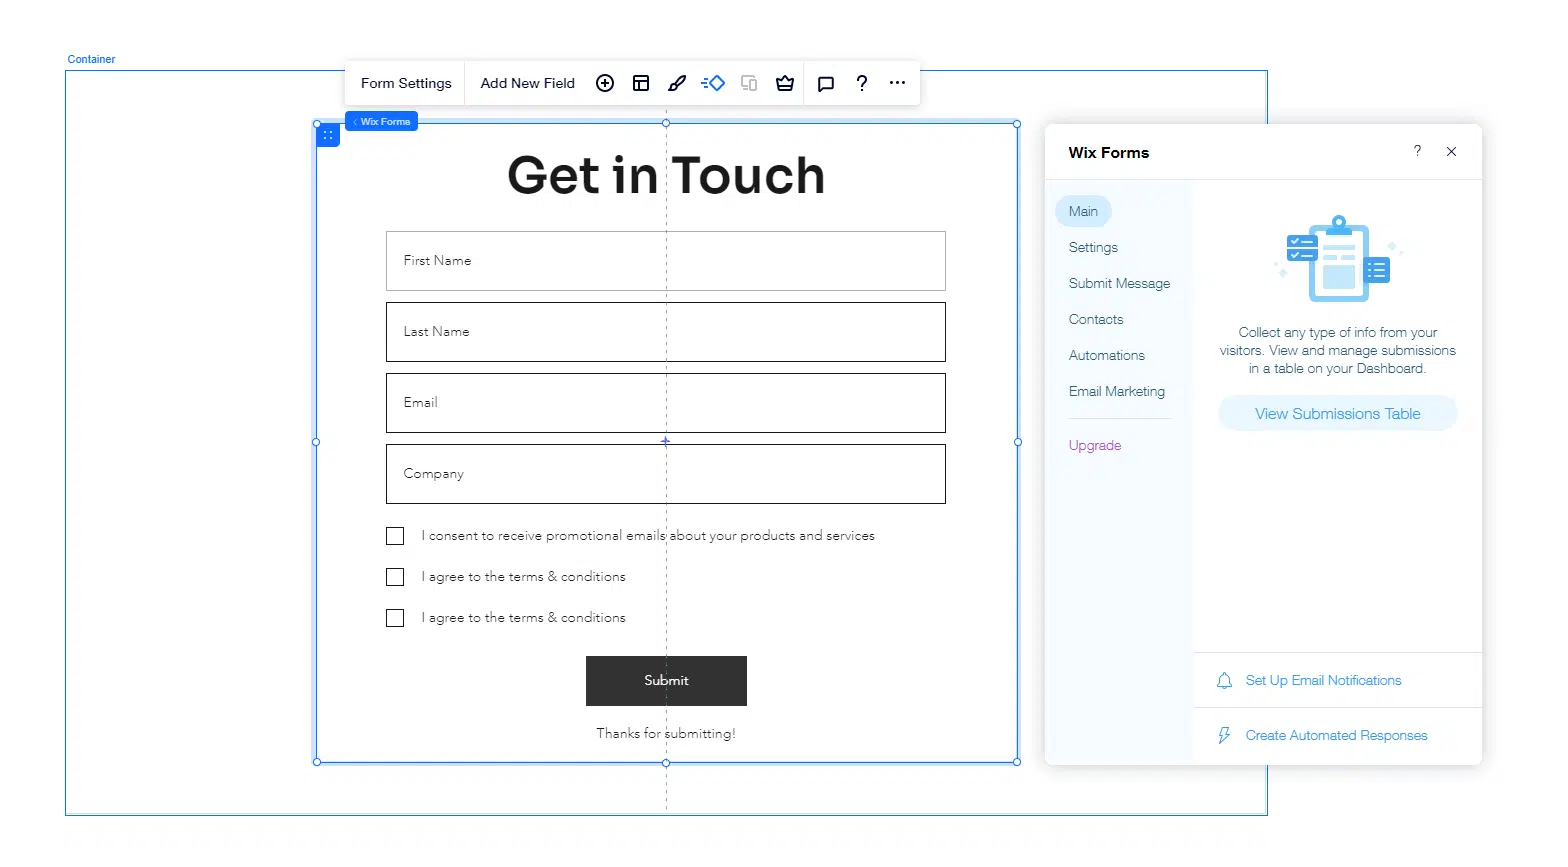 Container
Form Settings
Add New Field
?
Wix Forms
Get in Touch
First Name
Last Name
Email
Company
I consent to receive promotional emails about your products and services
I agree to the terms & conditions
I agree to the terms & conditions
Submit
Thanks for submitting!
Wix Forms
?
Main
Settings
Submit Message
Contacts
Automations
Email Marketing
Upgrade
Collect any type of info from your
visitors. View and manage submissions
in a table on your Dashboard.
View Submissions Table
Set Up Email Notifications
Create Automated Responses